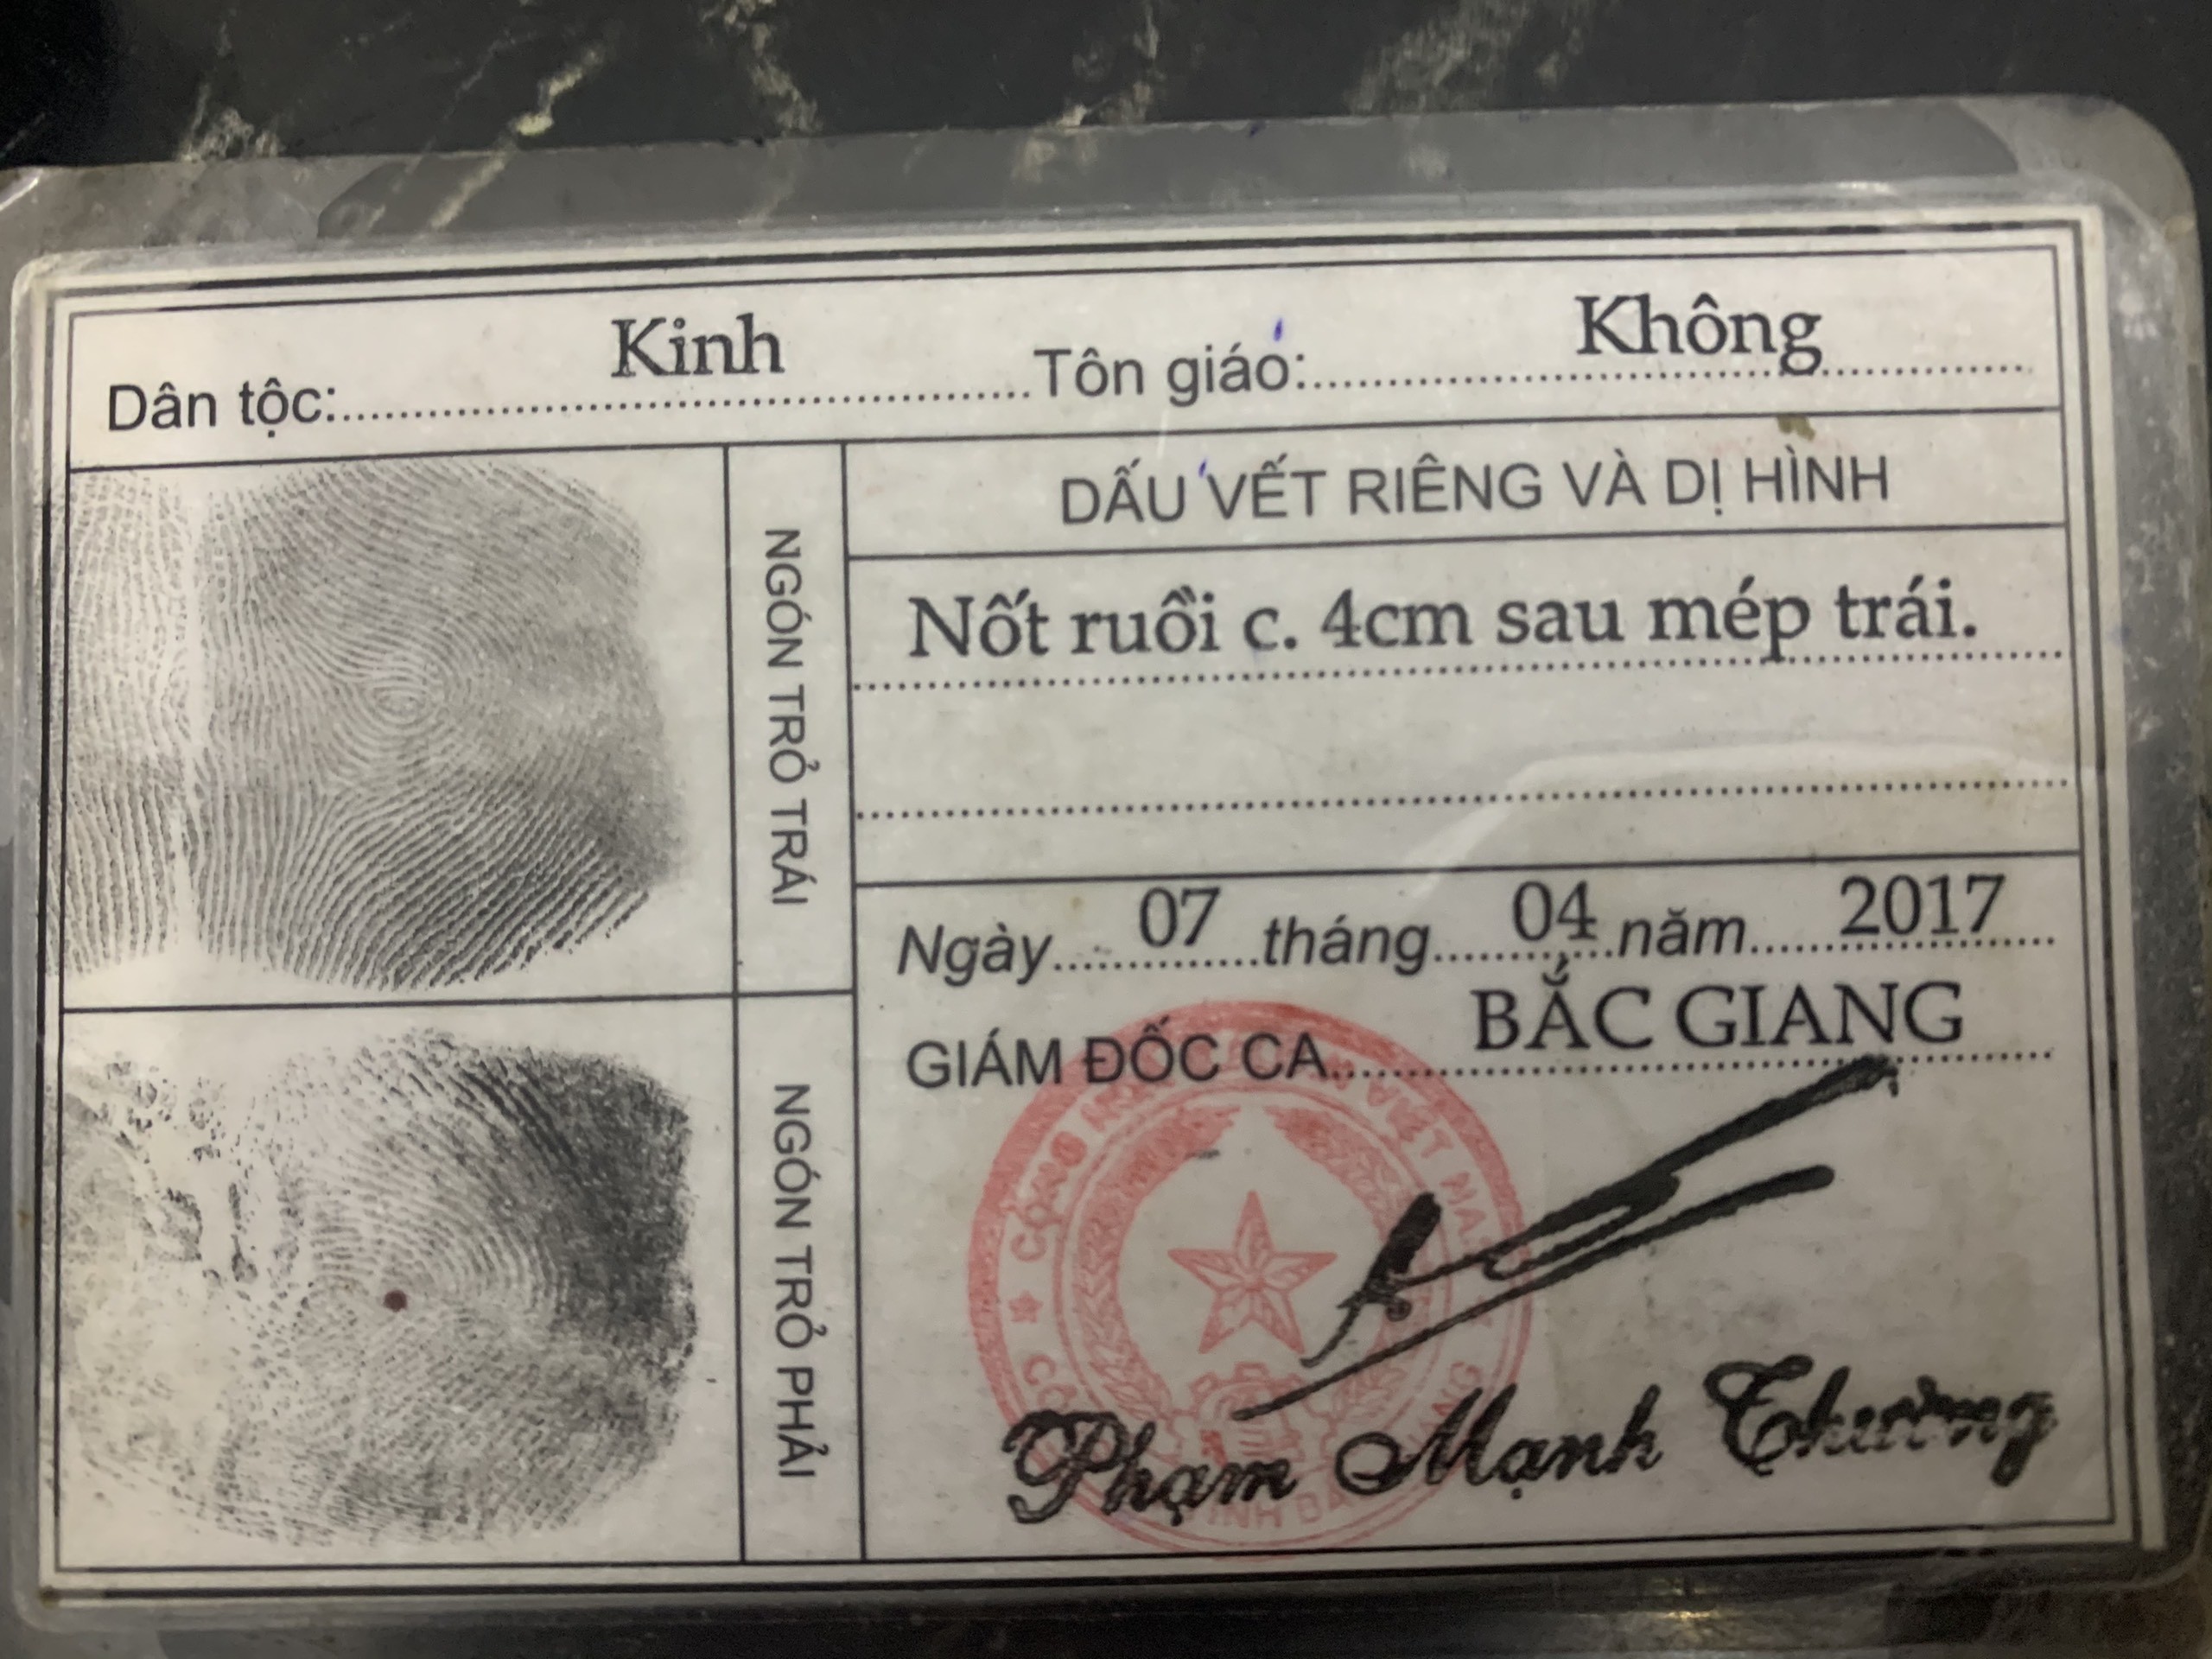 Dân tộc: Kinh Tôn giáo: Không
NGÓN TRỎ TRÁI
DẤU VẾT RIÊNG VÀ DỊ HÌNH
Nốt ruồi c. 4cm sau mép trái.
Ngày 07 tháng 04 năm 2017
GIÁM ĐỐC CA BẮC GIANG
NGÓN TRỎ PHẢI
VIỆT NAM
Phạm Mạnh Thường